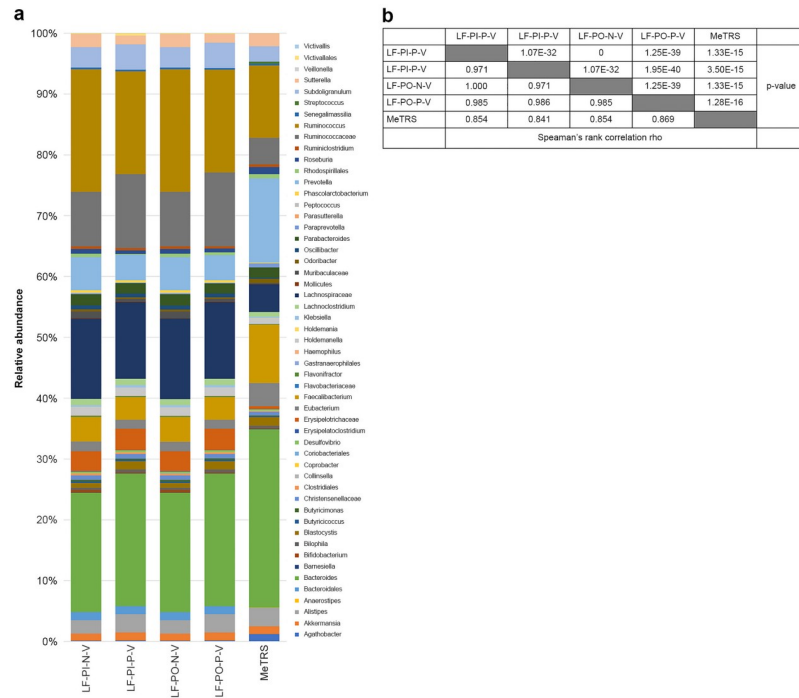 a
Relative abundance
100%
90%
80%
70%
60%
50%
40%
30%
20%
10%
0%
LF-PI-N-V
LF-PI-P-V
LF-PO-N-V
LF-PO-P-V
MeTRS
Victivallis
Victivallales
Veillonella
Sutterella
Subdoligranulum
Streptococcus
Senegalimassilia
Ruminococcus
Ruminococcaceae
Ruminiclostridium
Roseburia
Rhodospirillales
Prevotella
Phascolarctobacterium
Peptococcus
Parasutterella
Paraprevotella
Parabacteroides
Oscillibacter
Odoribacter
Muribaculaceae
Mollicutes
Lachnospiraceae
Lachnoclostridium
Klebsiella
Holdemania
Holdemanella
Haemophilus
Gastranaerophilales
Flavonifractor
Flavobacteriaceae
Faecalibacterium
Eubacterium
Erysipelotrichaceae
Erysipelatoclostridium
Desulfovibrio
Coriobacteriales
Coprobacter
Collinsella
Clostridiales
Christensenellaceae
Butyricimonas
Butyricicoccus
Blastocystis
Bilophila
Bifidobacterium
Barnesiella
Bacteroides
Bacteroidales
Anaerostipes
Alistipes
Akkermansia
Agathobacter
b
LF-PI-P-V LF-PI-P-V LF-PO-N-V LF-PO-P-V MeTRS
LF-PI-P-V 1.07E-32 0 1.25E-39 1.33E-15
LF-PI-P-V 0.971 1.07E-32 1.95E-40 3.50E-15
LF-PO-N-V 1.000 0.971 1.25E-39 1.33E-15
LF-PO-P-V 0.985 0.986 0.985 1.28E-16
MeTRS 0.854 0.841 0.854 0.869
p-value
Speaman's rank correlation rho